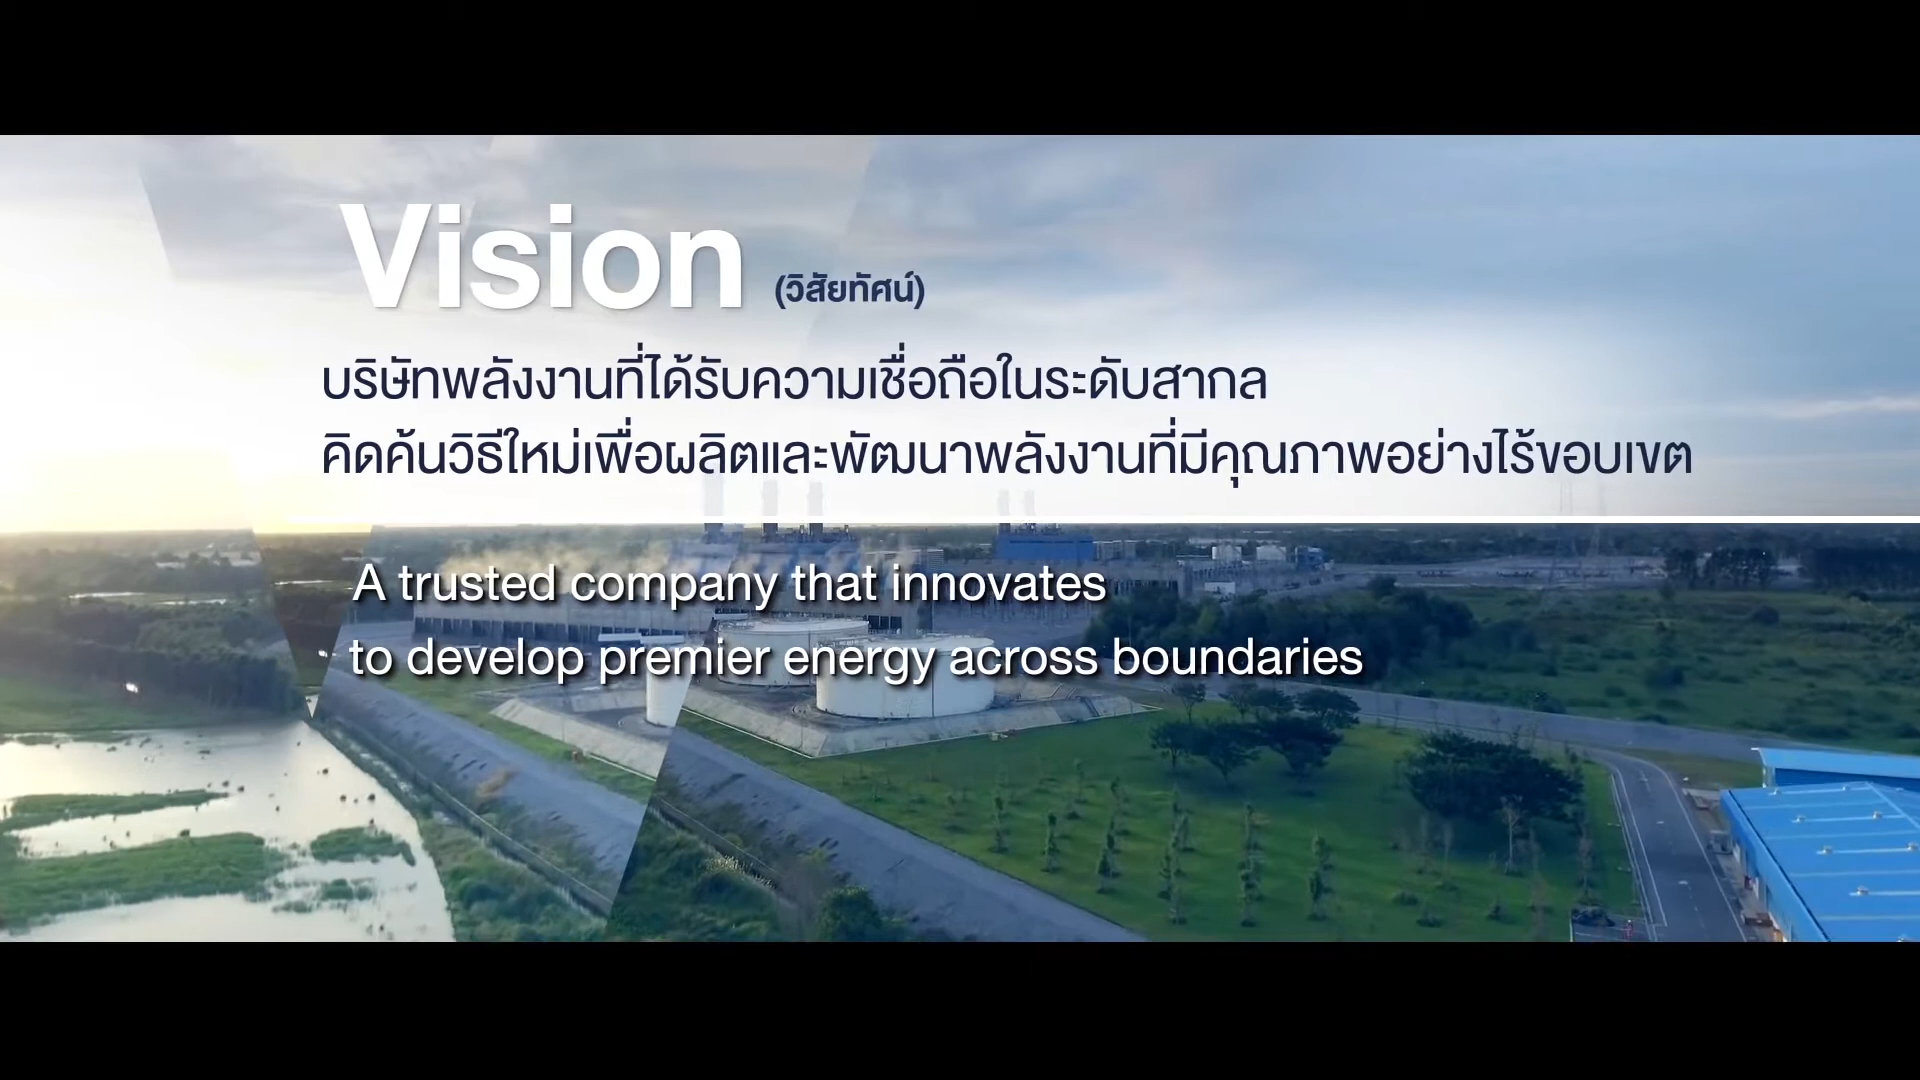 Vision (วิสัยทัศน์)
บริษัทพลังงานที่ได้รับความเชื่อถือในระดับสากล
คิดค้นวิธีใหม่เพื่อผลิตและพัฒนาพลังงานที่มีคุณภาพอย่างไร้ขอบเขต
A trusted company that innovates
to develop premier energy across boundaries